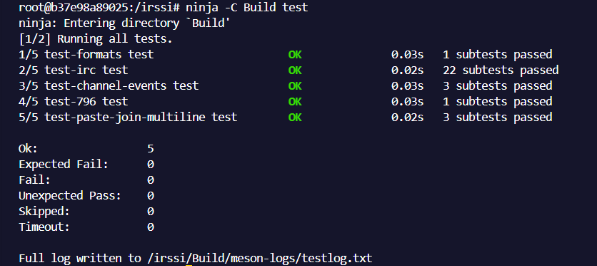 root@b37e98a89025:/irssi# ninja -C Build test
ninja: Entering directory `Build'
[1/2] Running all tests.
1/5 test-formats test OK 0.03s 1 subtests passed
2/5 test-irc test OK 0.02s 22 subtests passed
3/5 test-channel-events test OK 0.03s 3 subtests passed
4/5 test-796 test OK 0.03s 1 subtests passed
5/5 test-paste-join-multiline test OK 0.02s 3 subtests passed
Ok: 5
Expected Fail: 0
Fail: 0
Unexpected Pass: 0
Skipped: 0
Timeout: 0
Full log written to /irssi/Build/meson-logs/testlog.txt